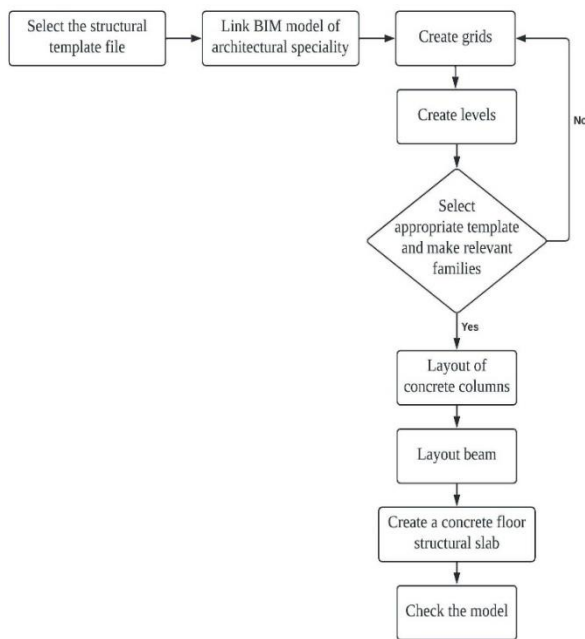 Select the structural
template file
Link BIM model of
architectural speciality
Create grids
Create levels
No
Select
appropriate template
and make relevant
families
Yes
Layout of
concrete columns
Layout beam
Create a concrete floor
structural slab
Check the model